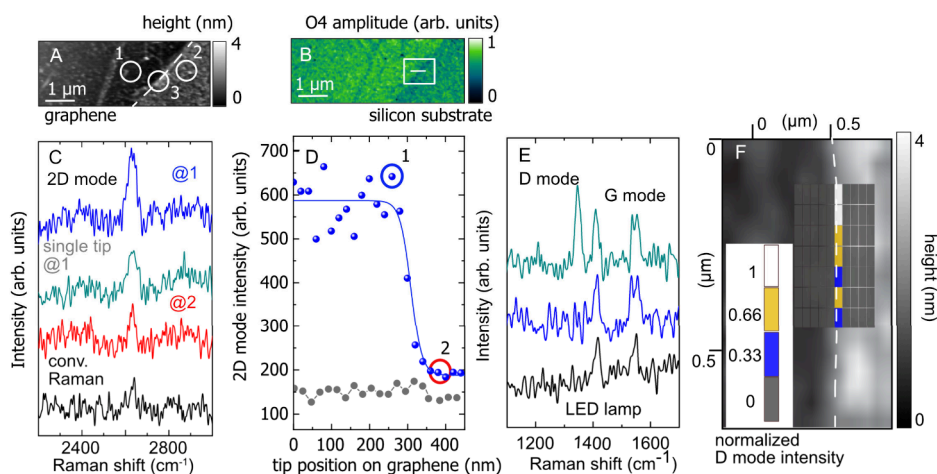 height (nm)
4
0
A
1
2
3
1 µm
graphene
O4 amplitude (arb. units)
1
0
B
1 µm
silicon substrate
C
2D mode
@1
single tip
@1
@2
conv.
Raman
Intensity (arb. units)
2400
2800
Raman shift (cm-1)
D
1
2
2D mode intensity (arb. units)
700
600
500
400
300
200
100
0
100
200
300
400
tip position on graphene (nm)
E
D mode
G mode
LED lamp
Intensity (arb. units)
1200
1400
1600
Raman shift (cm-1)
(µm)
0
0.5
F
0
(µm)
0.5
1
0.66
0.33
0
4
0
height (nm)
normalized
D mode intensity